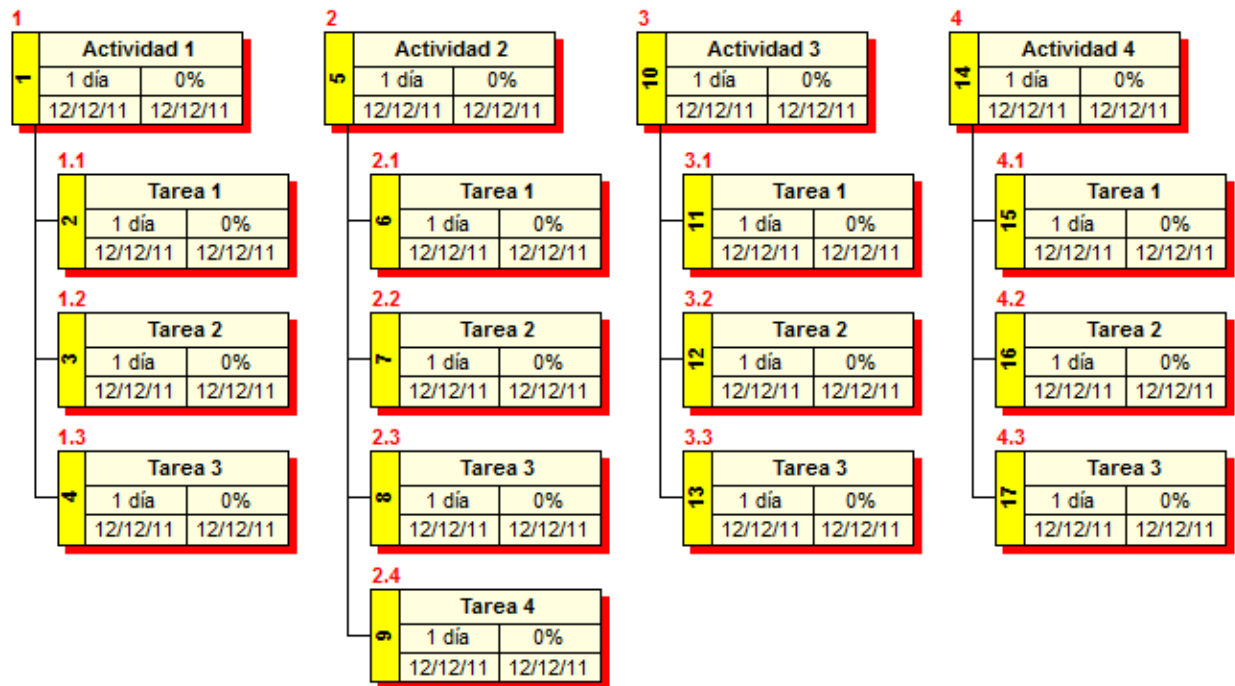 1
Actividad 1
1
1 día 0%
12/12/11 12/12/11
1.1
Tarea 1
2
1 día 0%
12/12/11 12/12/11
1.2
Tarea 2
3
1 día 0%
12/12/11 12/12/11
1.3
Tarea 3
4
1 día 0%
12/12/11 12/12/11
2
Actividad 2
5
1 día 0%
12/12/11 12/12/11
2.1
Tarea 1
6
1 día 0%
12/12/11 12/12/11
2.2
Tarea 2
7
1 día 0%
12/12/11 12/12/11
2.3
Tarea 3
8
1 día 0%
12/12/11 12/12/11
2.4
Tarea 4
9
1 día 0%
12/12/11 12/12/11
3
Actividad 3
10
1 día 0%
12/12/11 12/12/11
3.1
Tarea 1
11
1 día 0%
12/12/11 12/12/11
3.2
Tarea 2
12
1 día 0%
12/12/11 12/12/11
3.3
Tarea 3
13
1 día 0%
12/12/11 12/12/11
4
Actividad 4
14
1 día 0%
12/12/11 12/12/11
4.1
Tarea 1
15
1 día 0%
12/12/11 12/12/11
4.2
Tarea 2
16
1 día 0%
12/12/11 12/12/11
4.3
Tarea 3
17
1 día 0%
12/12/11 12/12/11